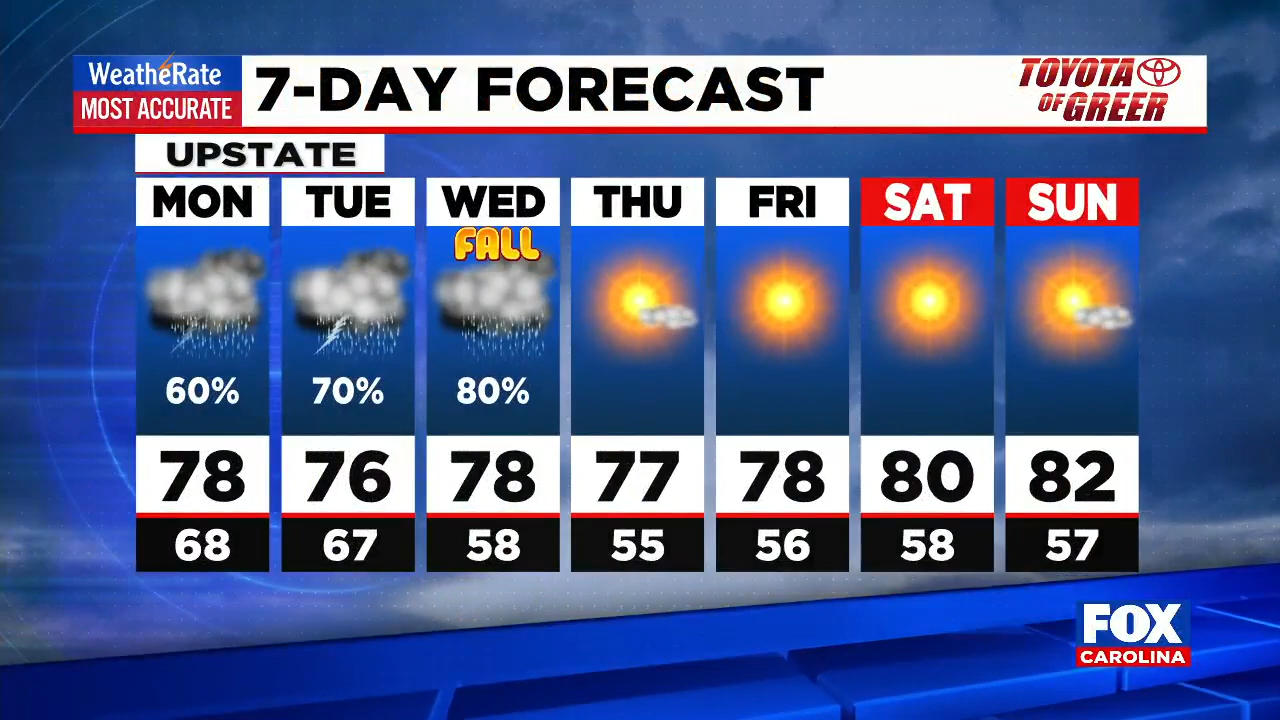 WeatheRate
MOST ACCURATE
7-DAY FORECAST
TOYOTA
OF GREER
UPSTATE
MON TUE WED THU FRI SAT SUN
FALL
60% 70% 80%
78 76 78 77 78 80 82
68 67 58 55 56 58 57
FOX
CAROLINA